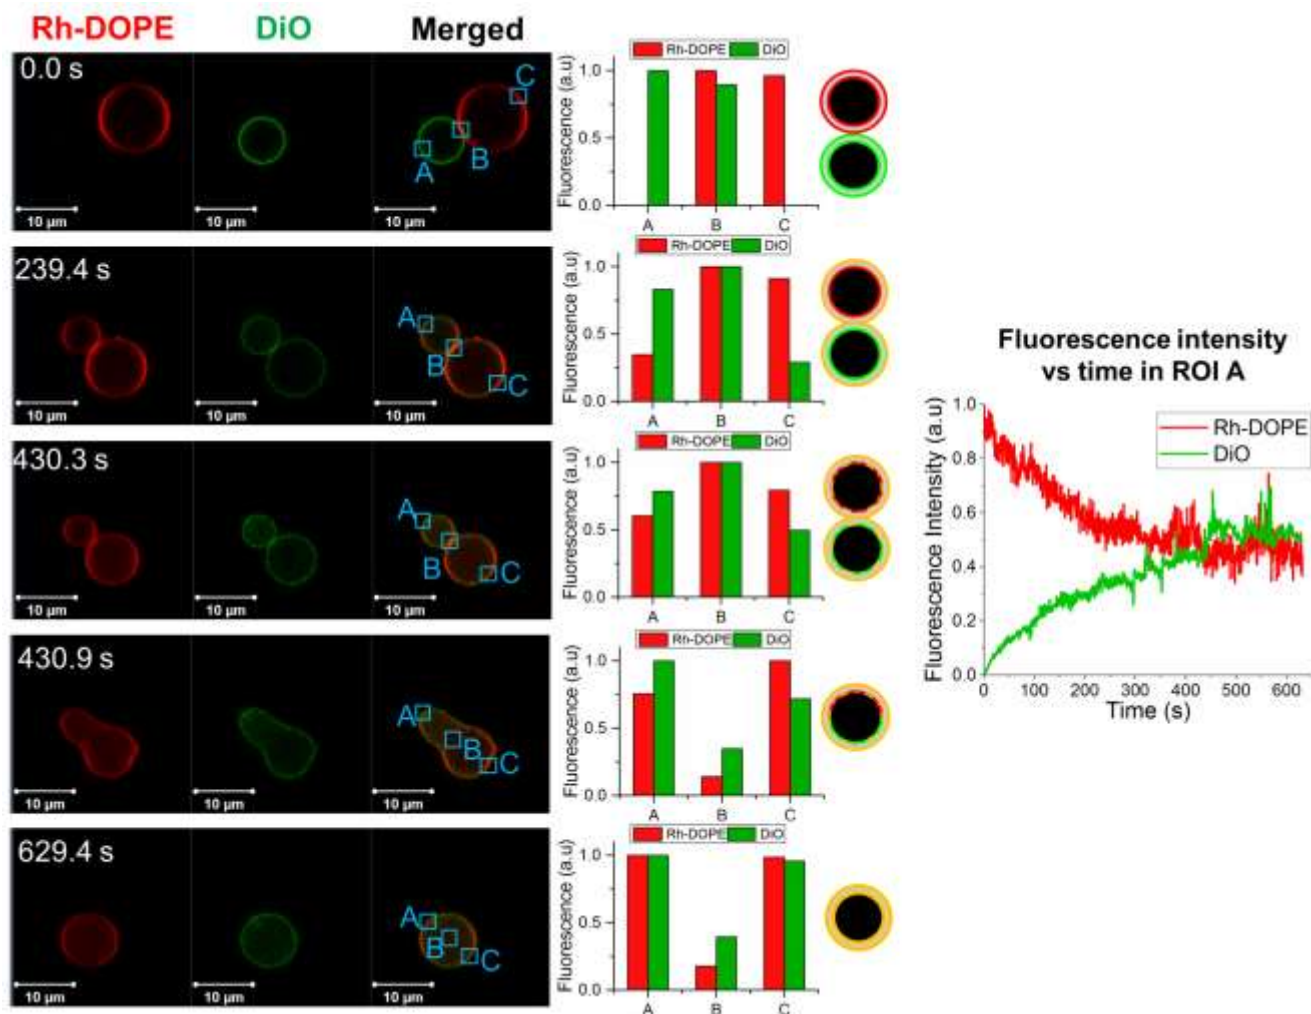 Rh-DOPE DiO Merged
0.0 s
A B C
10 µm 10 µm 10 µm
Rh-DOPE DiO
Fluorescence (a.u)
1.0
0.5
0.0
A B C
239.4 s
A B C
10 µm 10 µm 10 µm
Rh-DOPE DiO
Fluorescence (a.u)
1.0
0.5
0.0
A B C
430.3 s
A B C
10 µm 10 µm 10 µm
Rh-DOPE DiO
Fluorescence (a.u)
1.0
0.5
0.0
A B C
430.9 s
A B C
10 µm 10 µm 10 µm
Rh-DOPE DiO
Fluorescence (a.u)
1.0
0.5
0.0
A B C
629.4 s
A B C
10 µm 10 µm 10 µm
Rh-DOPE DiO
Fluorescence (a.u)
1.0
0.5
0.0
A B C
Fluorescence intensity
vs time in ROI A
Fluorescence Intensity (a.u)
1.0
0.8
0.6
0.4
0.2
0.0
Rh-DOPE
DiO
0 100 200 300 400 500 600
Time (s)